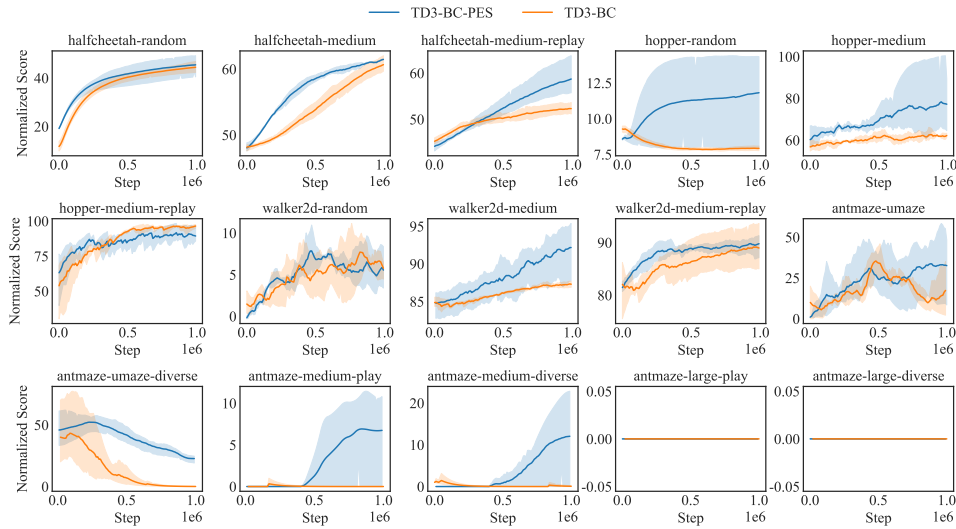 TD3-BC-PES TD3-BC
halfcheetah-random halfcheetah-medium halfcheetah-medium-replay hopper-random hopper-medium
Normalized Score
40
20
0.0 0.5 1.0
Step 1e6
60
50
0.0 0.5 1.0
Step 1e6
60
50
0.0 0.5 1.0
Step 1e6
12.5
10.0
7.5
0.0 0.5 1.0
Step 1e6
100
80
60
0.0 0.5 1.0
Step 1e6
hopper-medium-replay walker2d-random walker2d-medium walker2d-medium-replay antmaze-umaze
Normalized Score
100
75
50
0.0 0.5 1.0
Step 1e6
10
5
0
0.0 0.5 1.0
Step 1e6
95
90
85
0.0 0.5 1.0
Step 1e6
90
80
0.0 0.5 1.0
Step 1e6
50
25
0
0.0 0.5 1.0
Step 1e6
antmaze-umaze-diverse antmaze-medium-play antmaze-medium-diverse antmaze-large-play antmaze-large-diverse
Normalized Score
50
0
0.0 0.5 1.0
Step 1e6
10
5
0
0.0 0.5 1.0
Step 1e6
20
10
0
0.0 0.5 1.0
Step 1e6
0.05
0.00
-0.05
0.0 0.5 1.0
Step 1e6
0.05
0.00
-0.05
0.0 0.5 1.0
Step 1e6